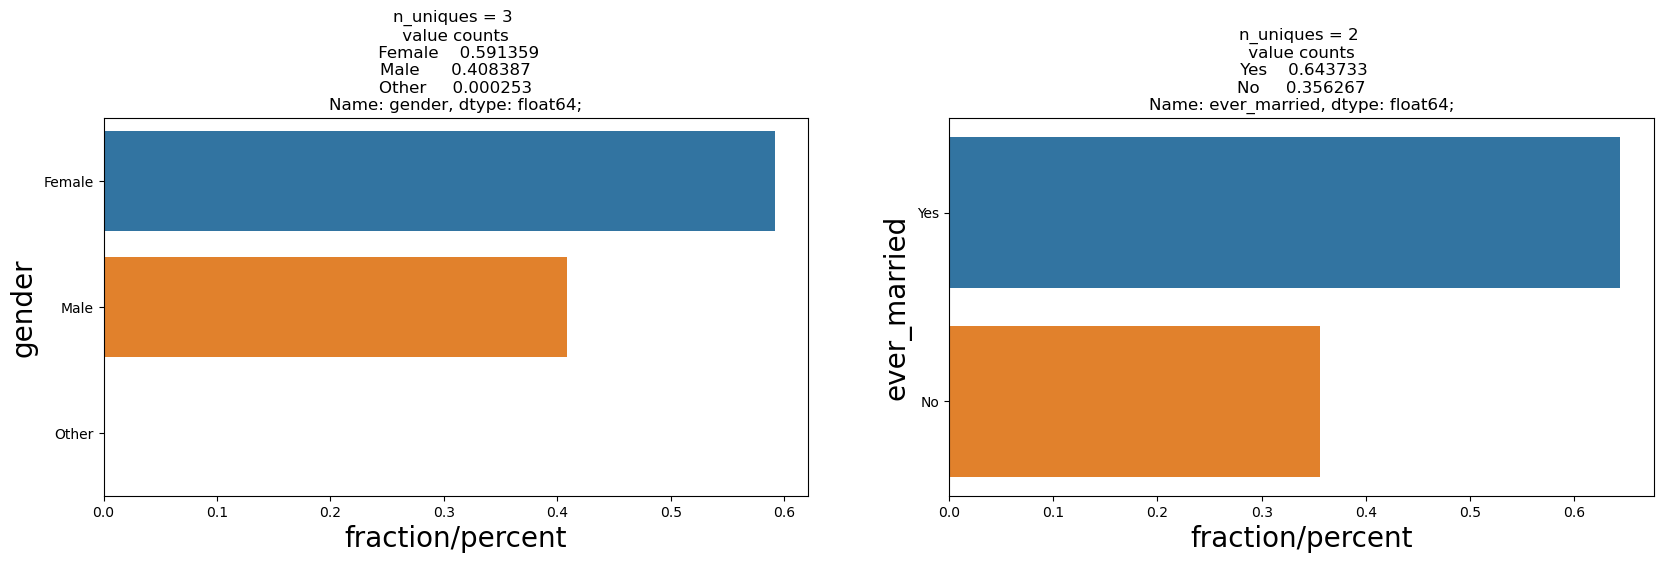 n_uniques = 3
value counts
Female    0.591359
Male      0.408387
Other     0.000253
Name: gender, dtype: float64;
gender
Female
Male
Other
0.0 0.1 0.2 0.3 0.4 0.5 0.6
fraction/percent
n_uniques = 2
value counts
Yes    0.643733
No     0.356267
Name: ever_married, dtype: float64;
ever_married
Yes
No
0.0 0.1 0.2 0.3 0.4 0.5 0.6
fraction/percent